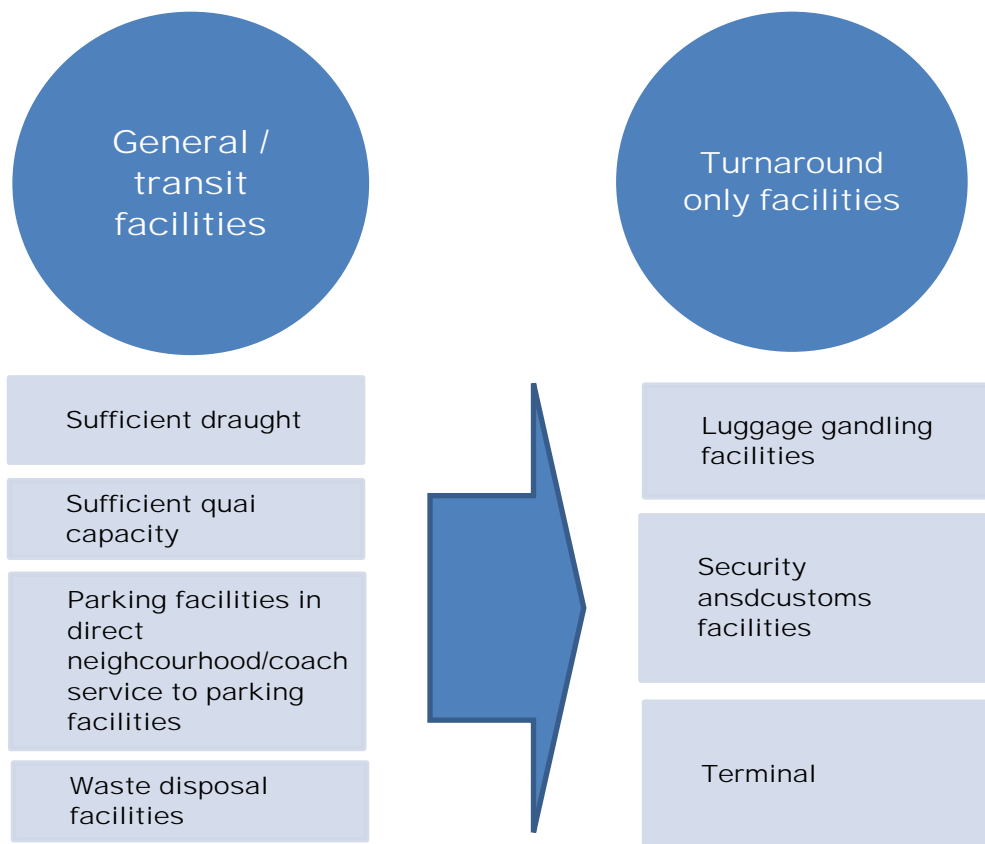 General /
transit
facilities
Sufficient draught
Sufficient quai
capacity
Parking facilities in
direct
neighcourhood/coach
service to parking
facilities
Waste disposal
facilities
Turnaround
only facilities
Luggage gandling
facilities
Security
ansdcustoms
facilities
Terminal